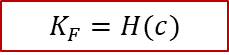 K_F = H(c)